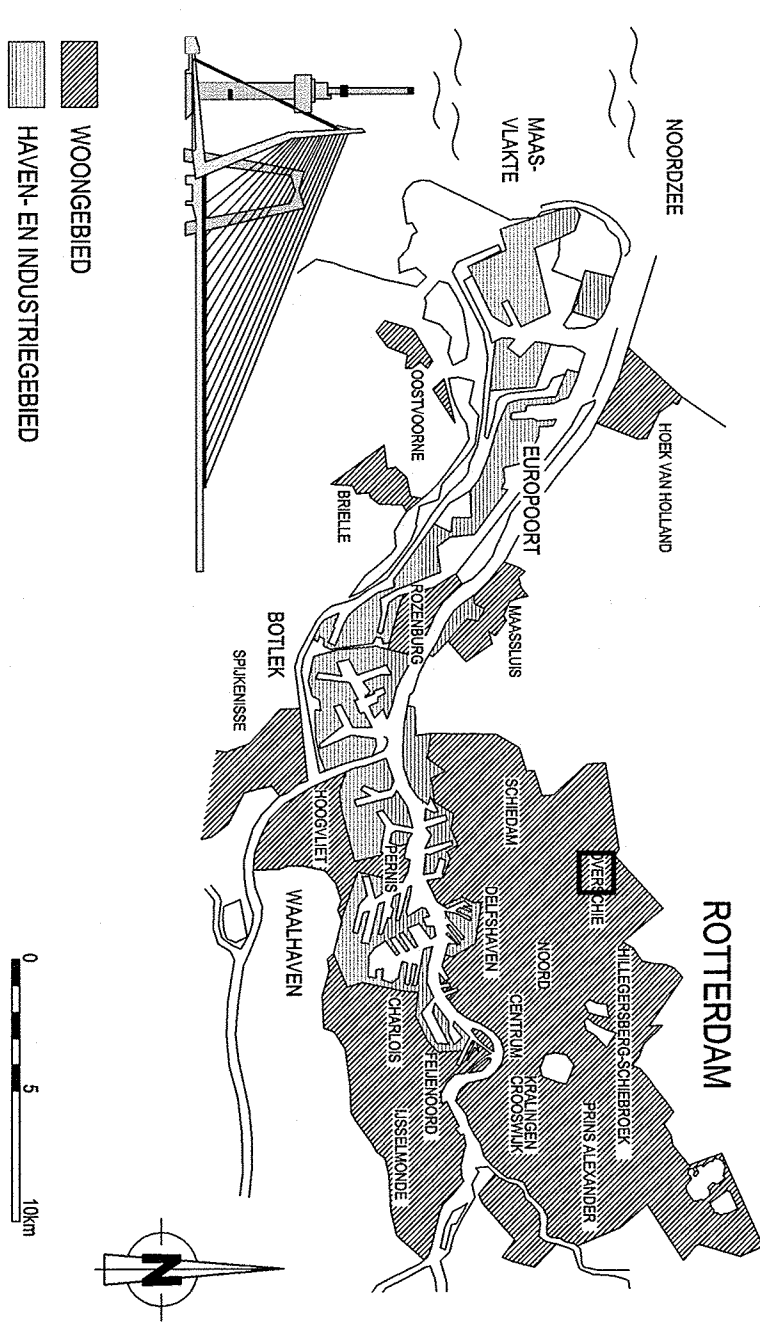 ROTTERDAM
NOORDZEE
MAAS-
VLAKTE
HOEK VAN HOLLAND
EUROPOORT
OOSTVOORNE
BRIELLE
MAASSLUIS
ROZENBURG
BOTLEK
SPIJKENISSE
HOOGVLIET
PERNIS
SCHIEDAM
OVERSCHIE
HILLEGERSBERG-SCHIEBROEK
NOORD
DELFSHAVEN
CENTRUM
KRALINGEN
CROOSWIJK
PRINS ALEXANDER
WAALHAVEN
CHARLOIS
FEIJENOORD
IJSSELMONDE
WOONGEBIED
HAVEN- EN INDUSTRIEGEBIED
0
5
10km
N